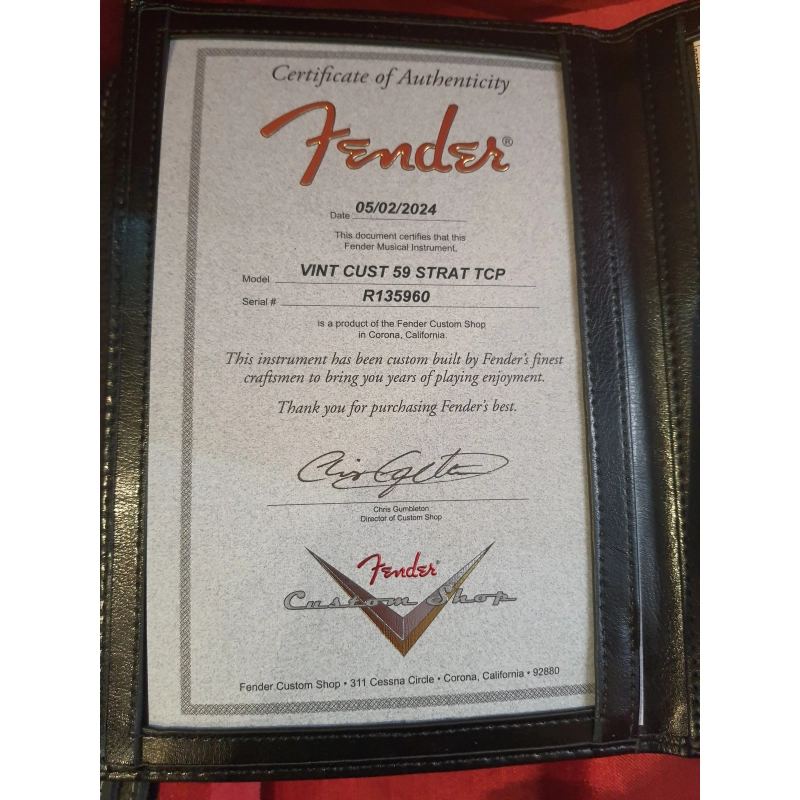 Certificate of Authenticity
Fender®
Date 05/02/2024
This document certifies that this
Fender Musical Instrument,
Model VINT CUST 59 STRAT TCP
Serial # R135960
is a product of the Fender Custom Shop
in Corona, California.
This instrument has been custom built by Fender's finest
craftsmen to bring you years of playing enjoyment.
Thank you for purchasing Fender's best.
Chris Gumbleton
Director of Custom Shop
Fender®
Custom Shop
Fender Custom Shop • 311 Cessna Circle • Corona, California • 92880